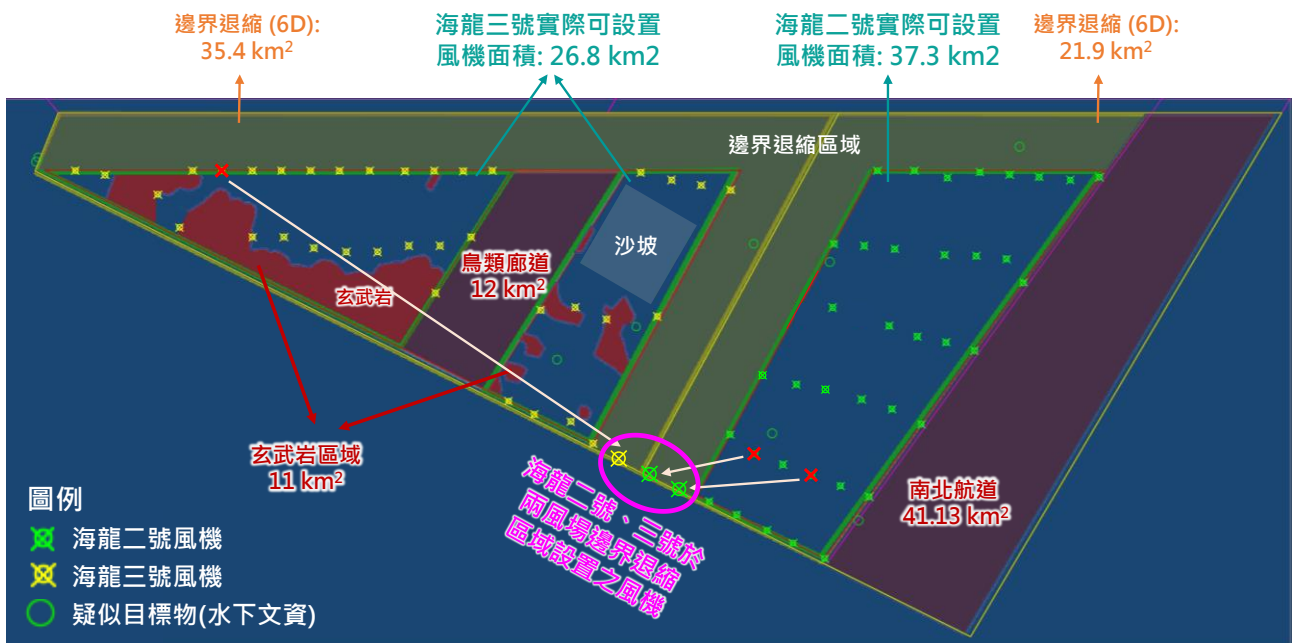 邊界退縮 (6D):
35.4 km²
海龍三號實際可設置
風機面積: 26.8 km2
海龍二號實際可設置
風機面積: 37.3 km2
邊界退縮 (6D):
21.9 km²
邊界退縮區域
沙坡
鳥類廊道
12 km²
玄武岩
玄武岩區域
11 km²
南北航道
41.13 km²
海龍二號、三號於
兩風場邊界退縮
區域設置之風機
圖例
海龍二號風機
海龍三號風機
疑似目標物(水下文資)